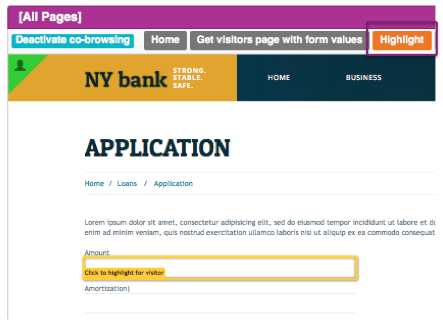 [All Pages]
Deactivate co-browsing Home Get visitors page with form values Highlight
NY bank STRONG. STABLE. SAFE. HOME BUSINESS
APPLICATION
Home / Loans / Application
Lorem ipsum dolor sit amet, consectetur adipisicing elit, sed do eiusmod tempor incididunt ut labore et do
enim ad minim veniam, quis nostrud exercitation ullamco laboris nisi ut aliquip ex ea commodo consequat
Amount
Click to highlight for visitor
Amortization)